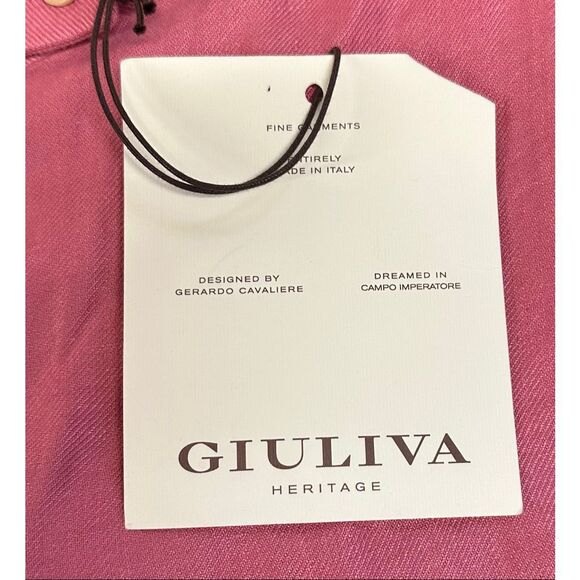 FINE GARMENTS
ENTIRELY
MADE IN ITALY
DESIGNED BY
GERARDO CAVALIERE
DREAMED IN
CAMPO IMPERATORE
GIULIVA
HERITAGE